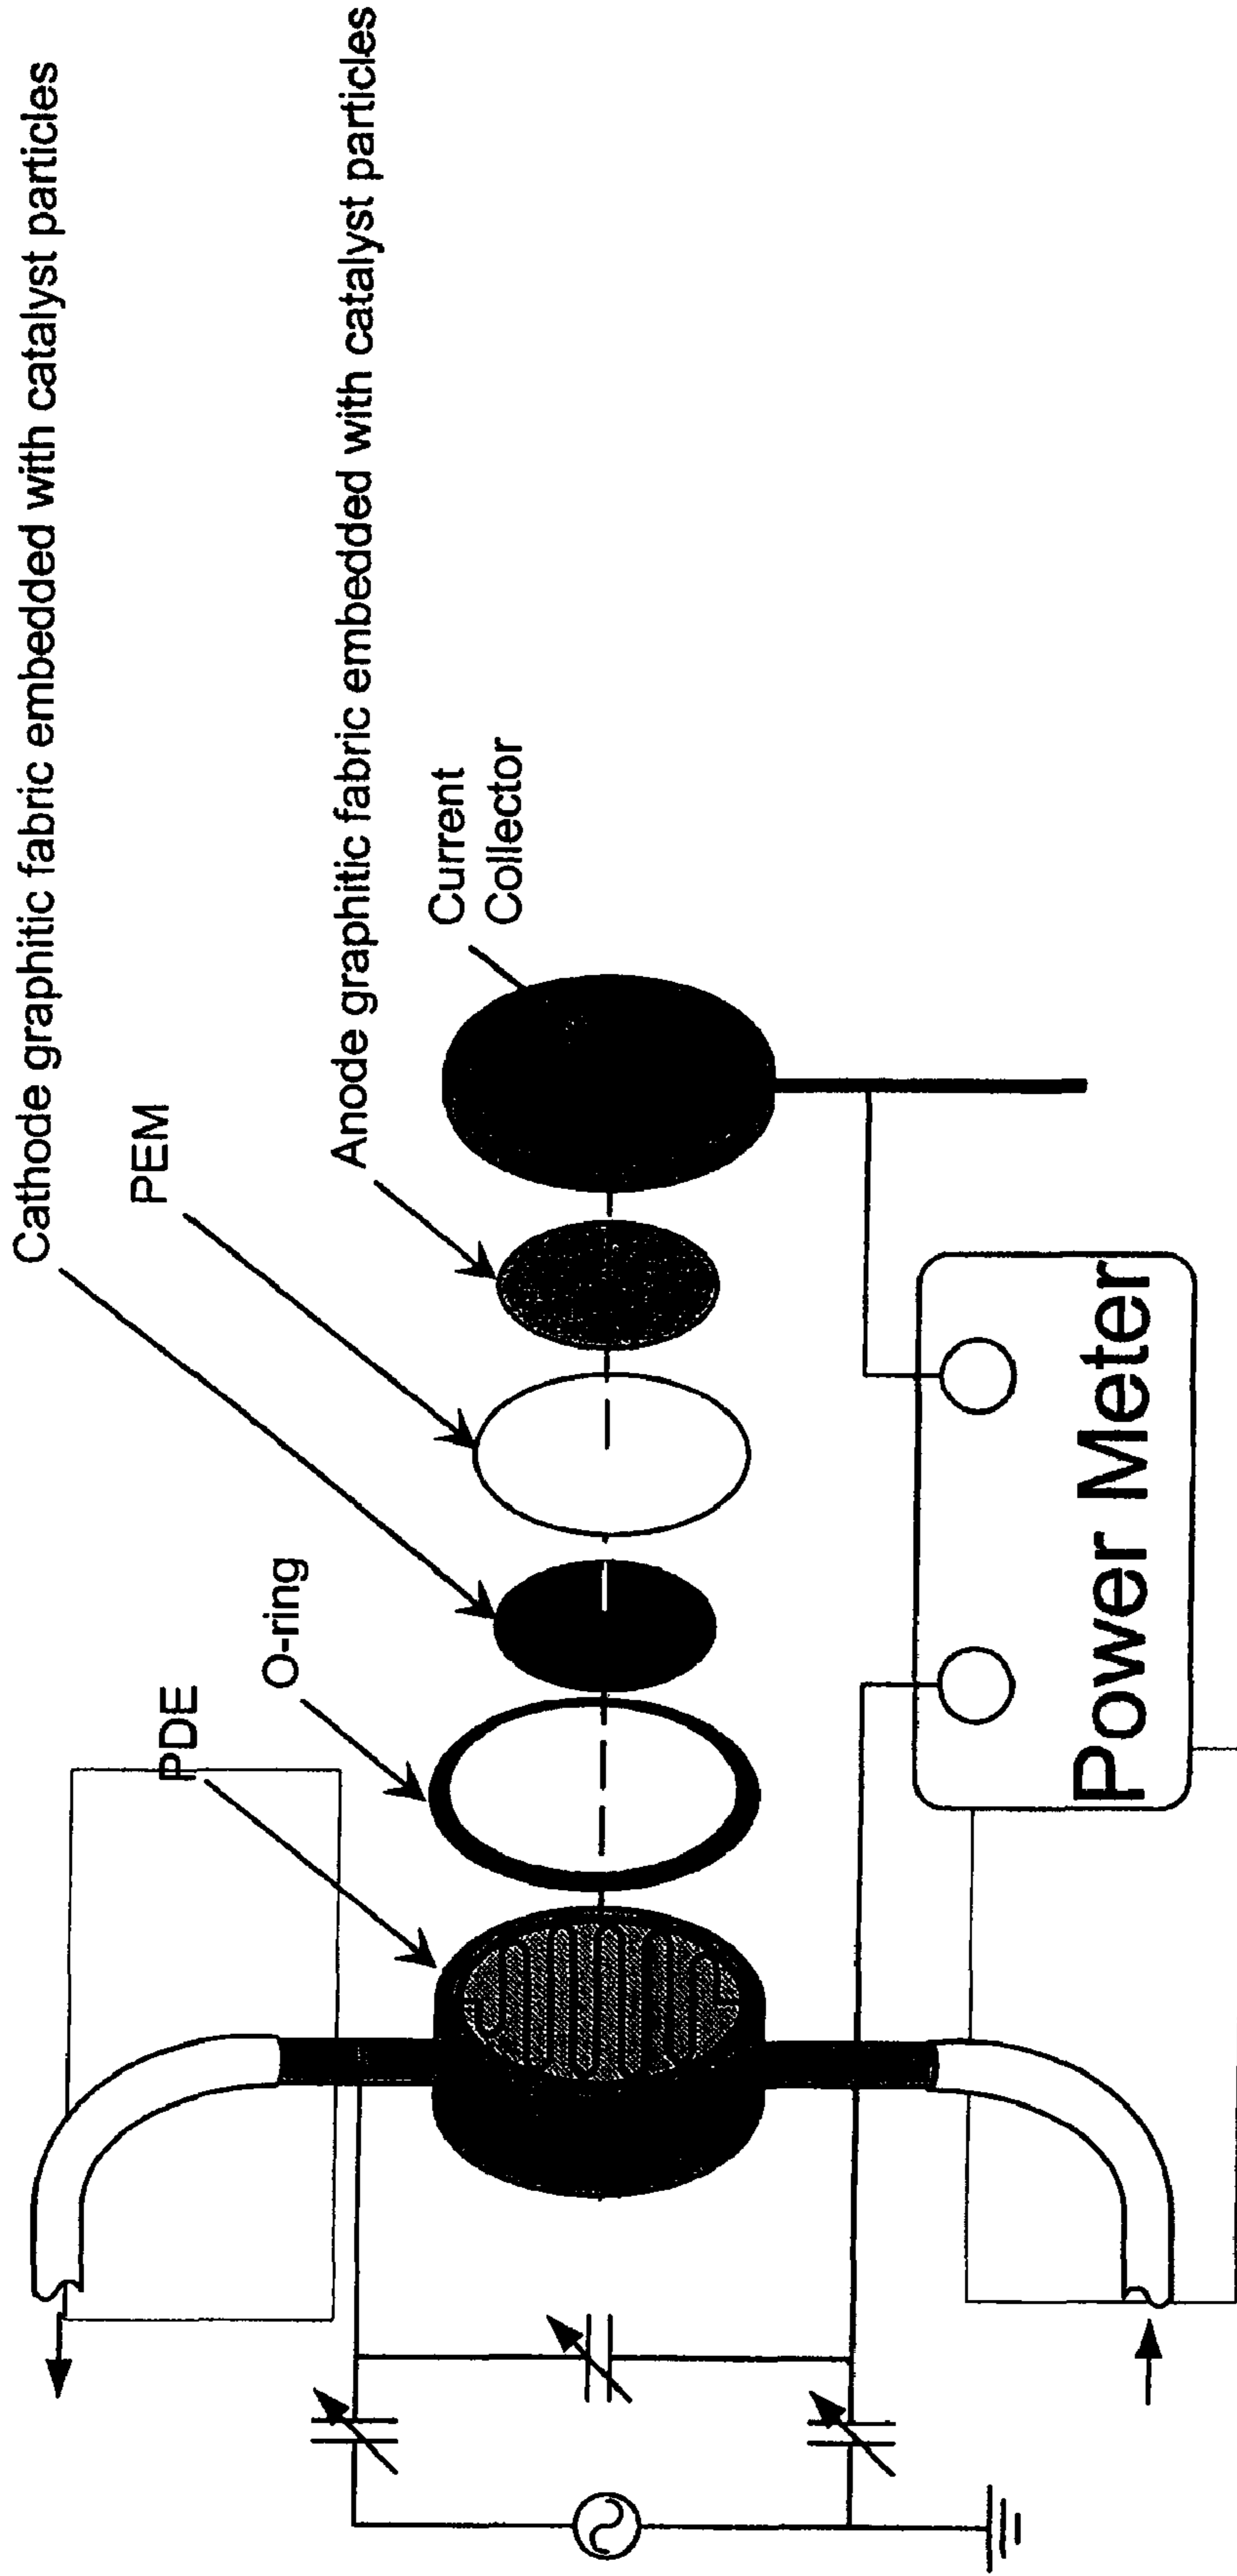 Cathode graphitic fabric embedded with catalyst particles
PEM
Anode graphitic fabric embedded with catalyst particles
O-ring
PDE
Current
Collector
Power Meter